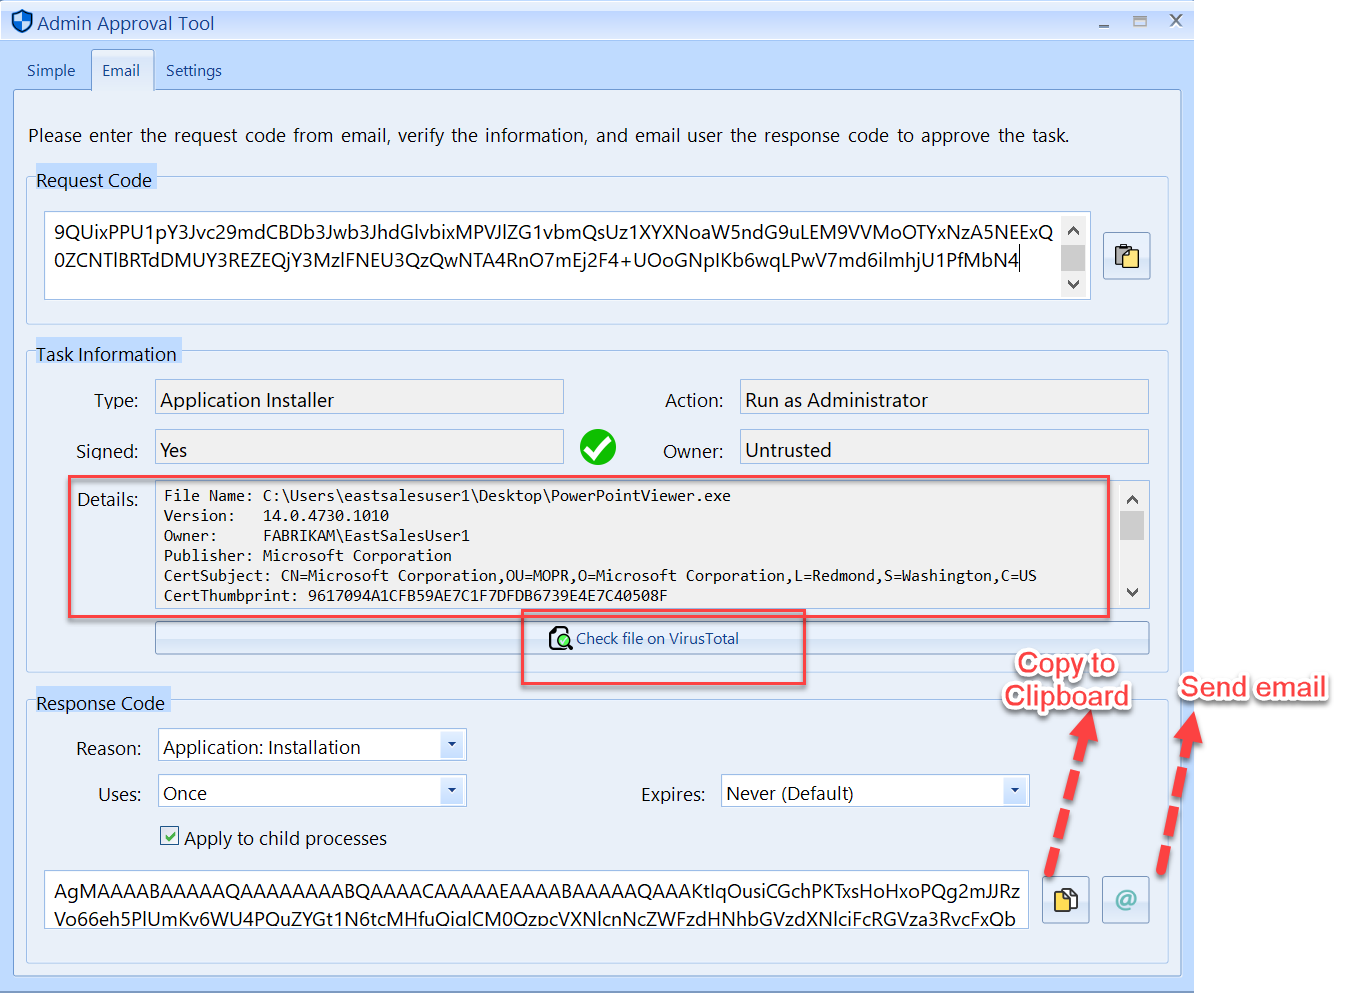 Admin Approval Tool
Simple
Email
Settings
Please enter the request code from email, verify the information, and email user the response code to approve the task.
Request Code
9QUixPPU1pY3Jvc29mdCBDb3Jwb3JhdGlvbixMPVJlZG1vbmQsUz1XYXNoaW5ndG9uLEM9VVMoOTYxNzA5NEExQ
0ZCNTlBRTdDMUY3REZEQjY3MzlFNEU3QzQwNTA4RnO7mEj2F4+UOoGNpIKb6wqLPwV7md6iImhjU1PfMbN4
Task Information
Type: Application Installer
Action: Run as Administrator
Signed: Yes
Owner: Untrusted
Details:
File Name: C:\Users\eastsalesuser1\Desktop\PowerPointViewer.exe
Version: 14.0.4730.1010
Owner: FABRIKAM\EastSalesUser1
Publisher: Microsoft Corporation
CertSubject: CN=Microsoft Corporation,OU=MOPR,O=Microsoft Corporation,L=Redmond,S=Washington,C=US
CertThumbprint: 9617094A1CFB59AE7C1F7DFDB6739E4E7C40508F
Check file on VirusTotal
Copy to
Clipboard
Send email
Response Code
Reason: Application: Installation
Uses: Once
Expires: Never (Default)
Apply to child processes
AgMAAAABAAAAAQAAAAAAAABQAAAACAAAAAEAAAABAAAAAQAAAKtIqOusiCGchPKTxsHoHxoPQg2mJJRz
Vo66eh5PlUmKv6WU4PQuZYGt1N6tcMHfuQiqlCM0QzpcVXNlcnNcZWFzdHNhbGVzdXNlciFcRGVza3RvcFxQb
@